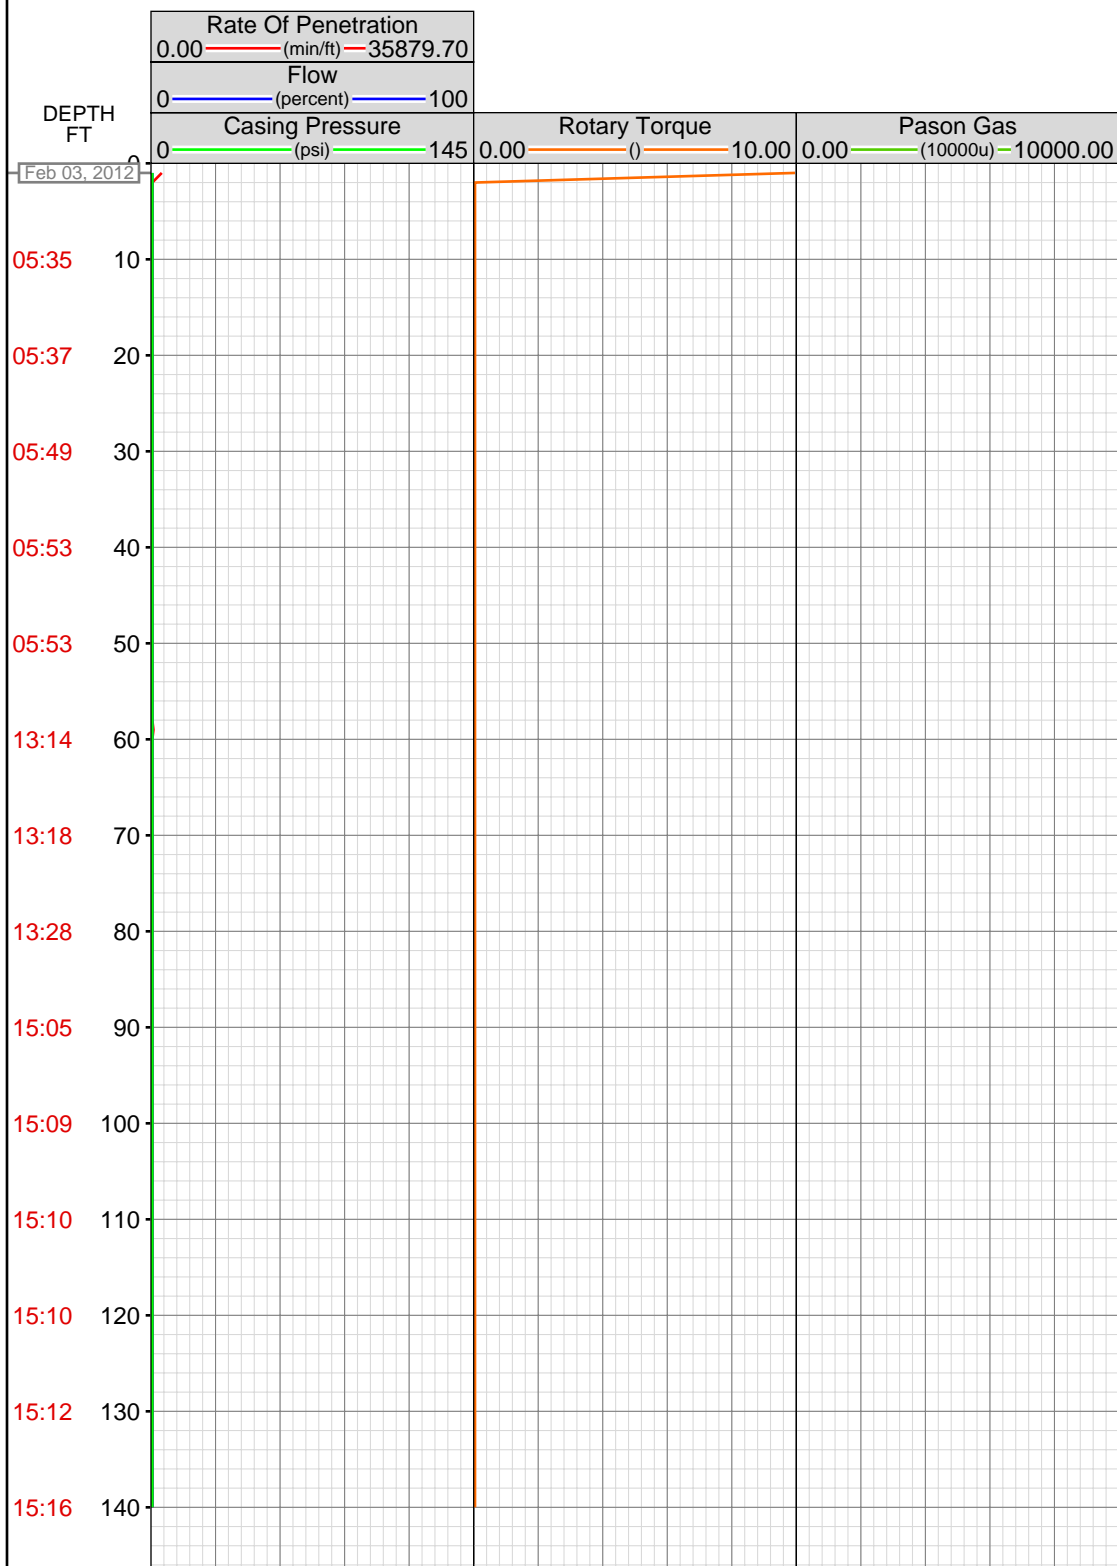 Rate Of Penetration
0.00 (min/ft) 35879.70
Flow
0 (percent) 100
DEPTH
FT
Casing Pressure
0 (psi) 145
Rotary Torque
0.00 () 10.00
Pason Gas
0.00 (10000u) 10000.00
0
Feb 03, 2012
05:35 10
05:37 20
05:49 30
05:53 40
05:53 50
13:14 60
13:18 70
13:28 80
15:05 90
15:09 100
15:10 110
15:10 120
15:12 130
15:16 140